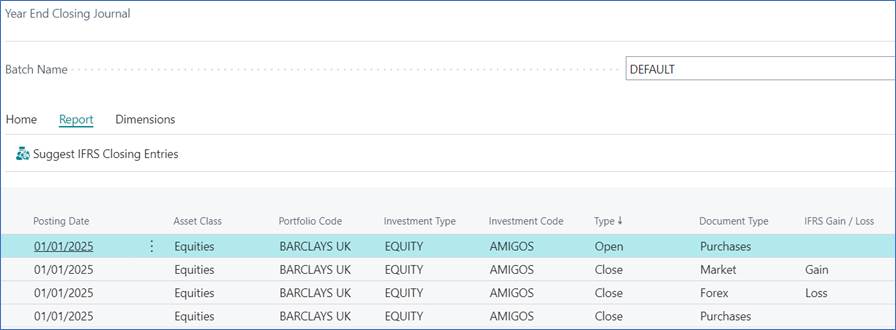 Year End Closing Journal
Batch Name DEFAULT
Home Report Dimensions
Suggest IFRS Closing Entries
Posting Date Asset Class Portfolio Code Investment Type Investment Code Type ↓ Document Type IFRS Gain / Loss
01/01/2025 Equities BARCLAYS UK EQUITY AMIGOS Open Purchases
01/01/2025 Equities BARCLAYS UK EQUITY AMIGOS Close Market Gain
01/01/2025 Equities BARCLAYS UK EQUITY AMIGOS Close Forex Loss
01/01/2025 Equities BARCLAYS UK EQUITY AMIGOS Close Purchases